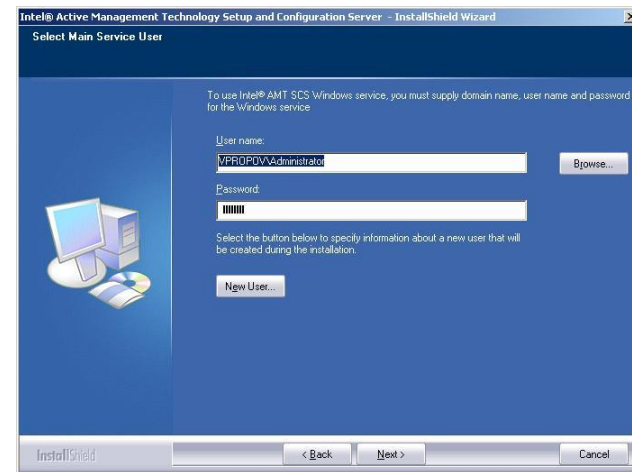 Intel® Active Management Technology Setup and Configuration Server - InstallShield Wizard
Select Main Service User
To use Intel® AMT SCS Windows service, you must supply domain name, user name and password
for the Windows service
User name:
VPROPOV\Administrator
Browse...
Password:
Select the button below to specify information about a new user that will
be created during the installation.
New User...
InstallShield
< Back
Next >
Cancel